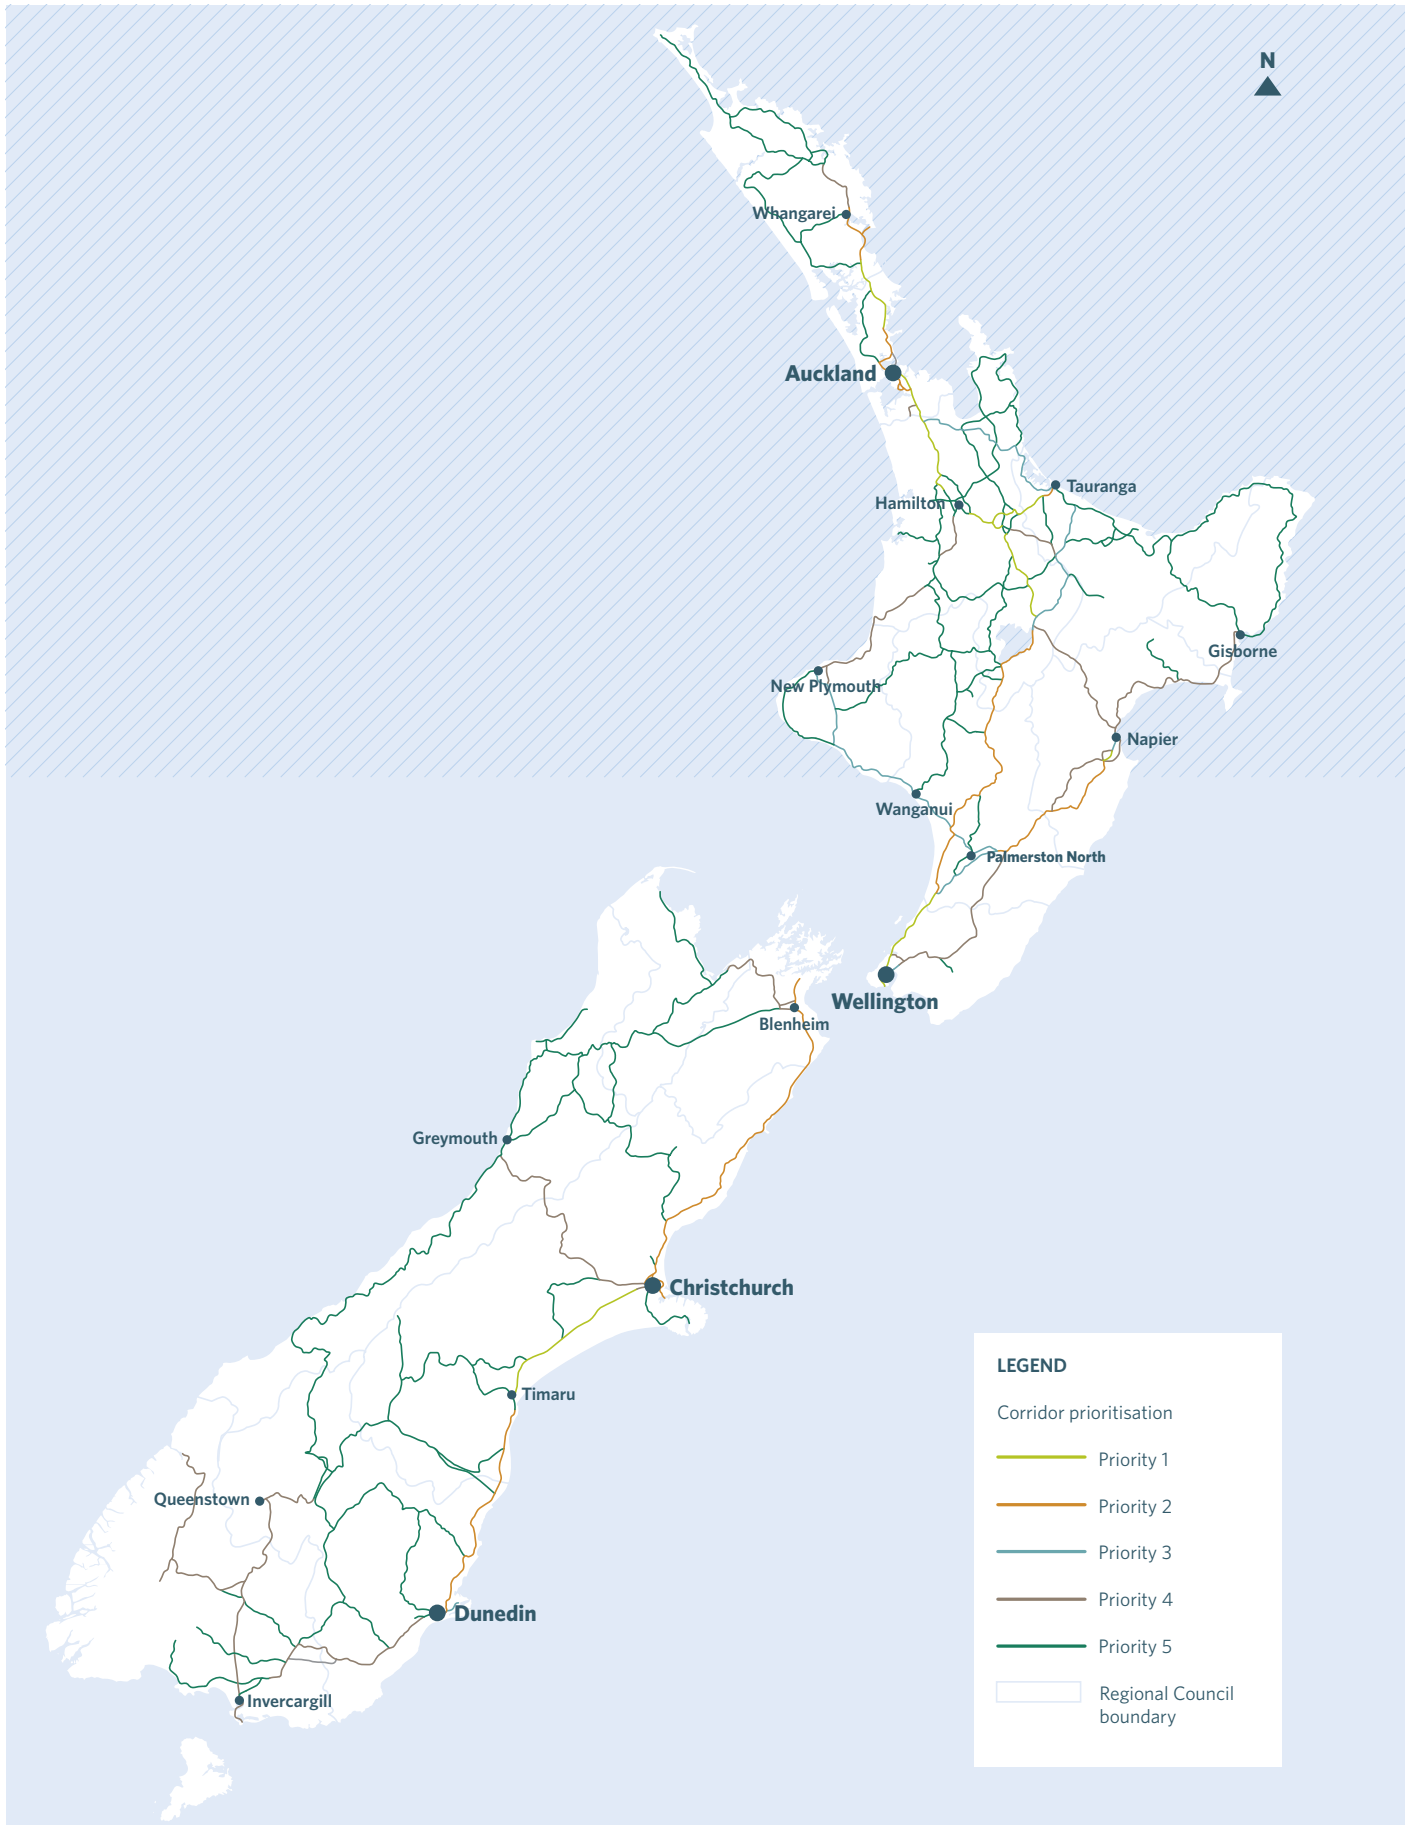 N
Whangarei
Auckland
Tauranga
Hamilton
Gisborne
New Plymouth
Napier
Wanganui
Palmerston North
Wellington
Blenheim
Greymouth
Christchurch
Timaru
Queenstown
Dunedin
Invercargill
LEGEND
Corridor prioritisation
Priority 1
Priority 2
Priority 3
Priority 4
Priority 5
Regional Council
boundary